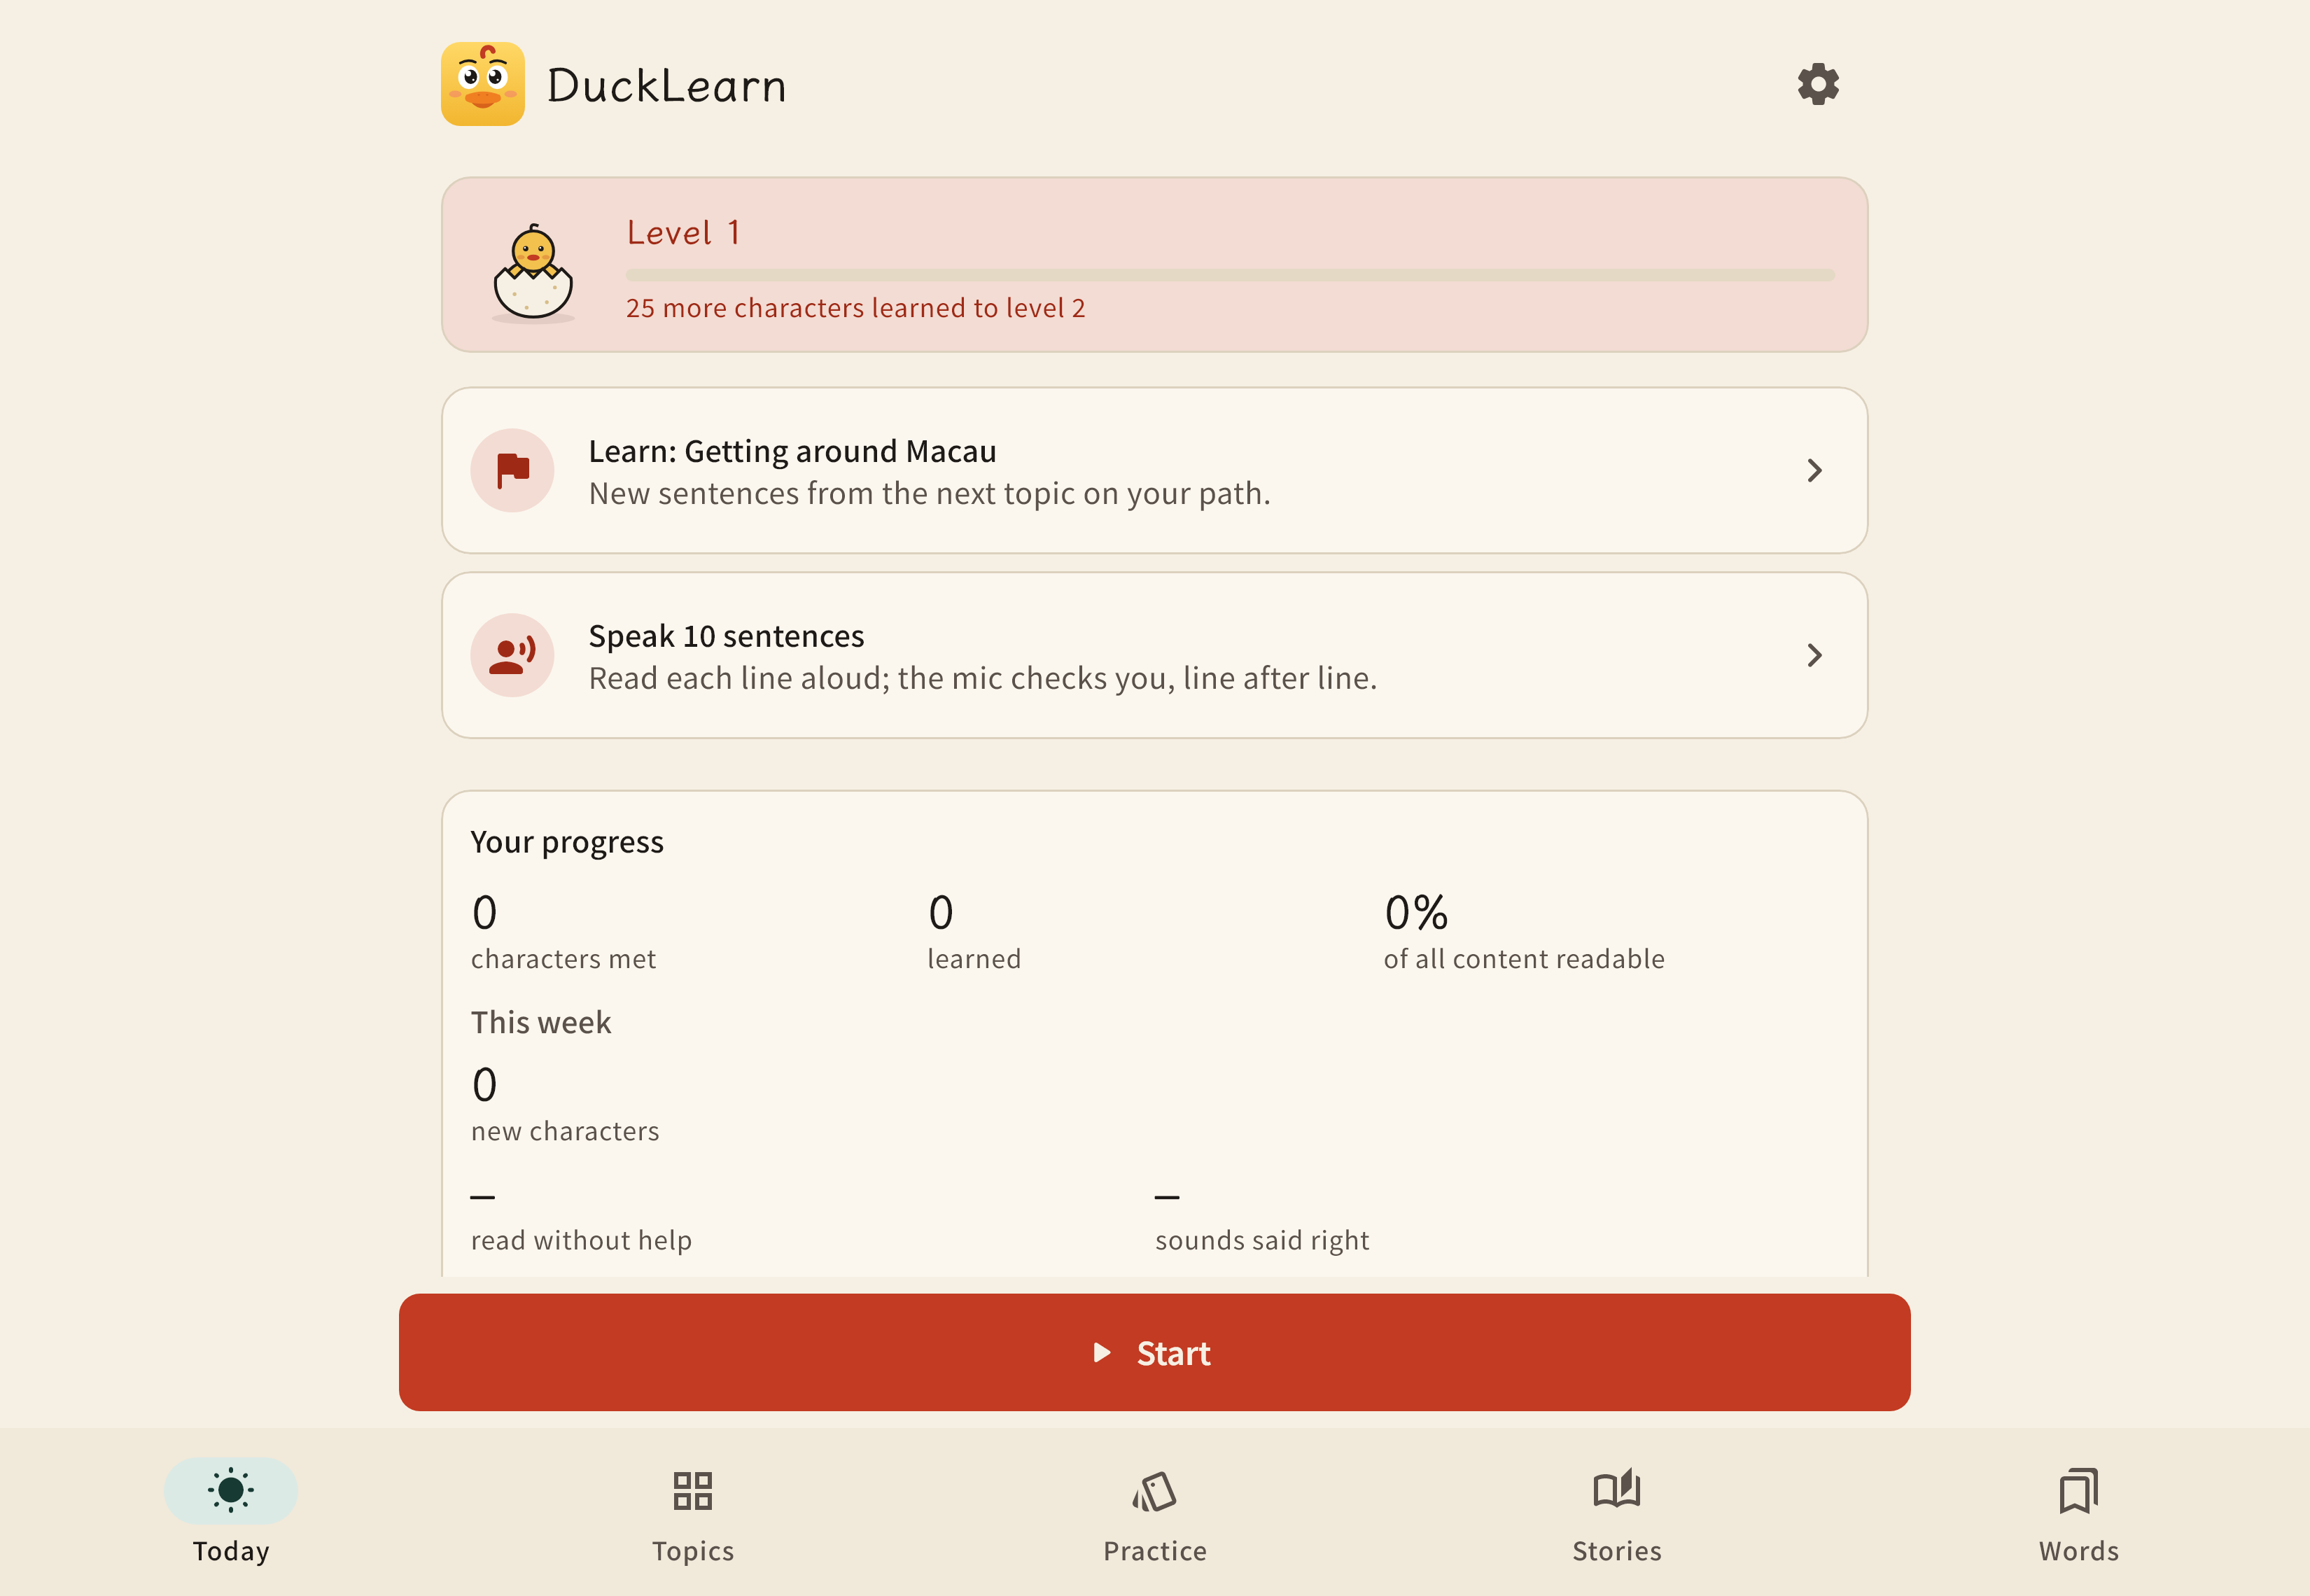 DuckLearn
Level 1
25 more characters learned to level 2
Learn: Getting around Macau
New sentences from the next topic on your path.
Speak 10 sentences
Read each line aloud; the mic checks you, line after line.
Your progress
0 0 0%
characters met learned of all content readable
This week
0
new characters
– –
read without help sounds said right
Start
Today Topics Practice Stories Words